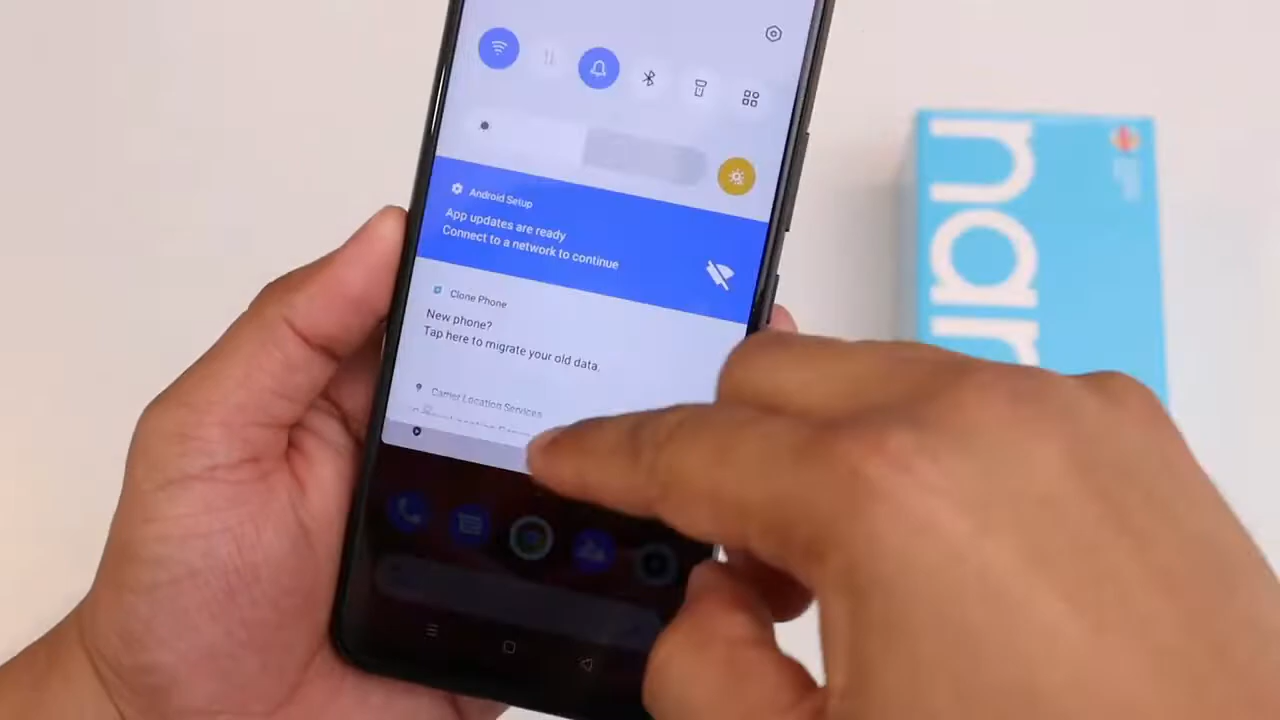 Android Setup
App updates are ready
Connect to a network to continue
Clone Phone
New phone?
Tap here to migrate your old data.
Carrier Location Services
nar